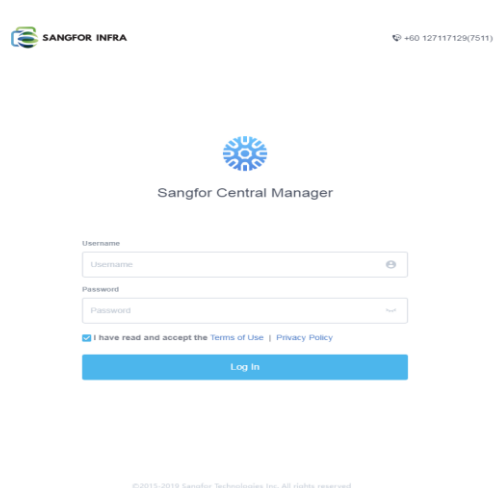 SANGFOR INFRA
+60 127117129(7511)
Sangfor Central Manager
Username
Username
Password
Password
I have read and accept the Terms of Use | Privacy Policy
Log In
©2015-2019 Sangfor Technologies Inc. All rights reserved